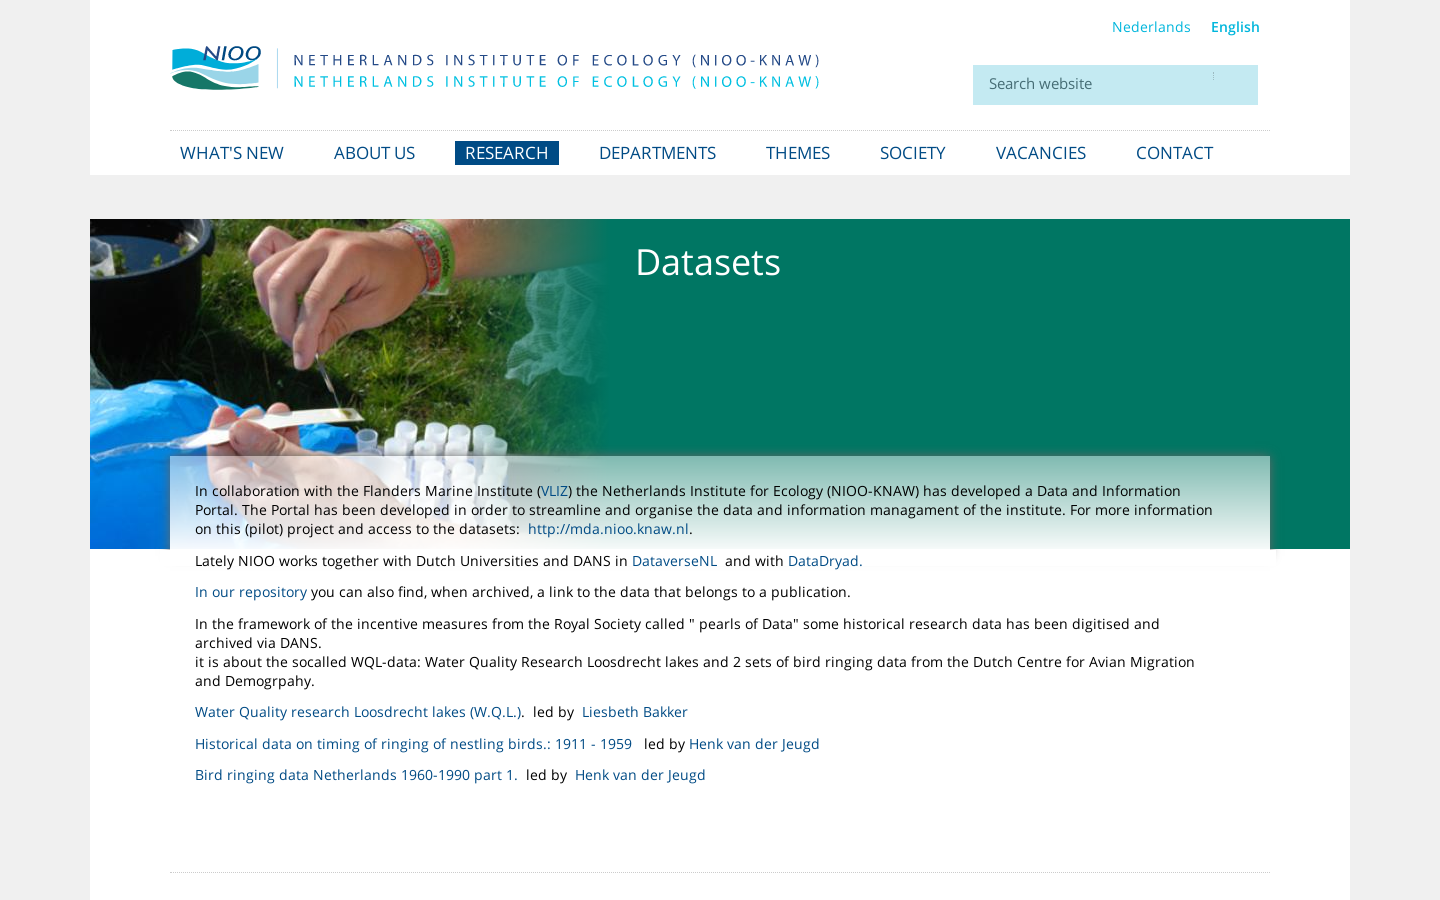 Nederlands English
NIOO
NETHERLANDS INSTITUTE OF ECOLOGY (NIOO-KNAW)
NETHERLANDS INSTITUTE OF ECOLOGY (NIOO-KNAW)
Search website
WHAT'S NEW ABOUT US RESEARCH DEPARTMENTS THEMES SOCIETY VACANCIES CONTACT
Datasets
In collaboration with the Flanders Marine Institute (VLIZ) the Netherlands Institute for Ecology (NIOO-KNAW) has developed a Data and Information
Portal. The Portal has been developed in order to streamline and organise the data and information managament of the institute. For more information
on this (pilot) project and access to the datasets: http://mda.nioo.knaw.nl.
Lately NIOO works together with Dutch Universities and DANS in DataverseNL and with DataDryad.
In our repository you can also find, when archived, a link to the data that belongs to a publication.
In the framework of the incentive measures from the Royal Society called " pearls of Data" some historical research data has been digitised and
archived via DANS.
it is about the socalled WQL-data: Water Quality Research Loosdrecht lakes and 2 sets of bird ringing data from the Dutch Centre for Avian Migration
and Demogrpahy.
Water Quality research Loosdrecht lakes (W.Q.L.). led by Liesbeth Bakker
Historical data on timing of ringing of nestling birds.: 1911 - 1959 led by Henk van der Jeugd
Bird ringing data Netherlands 1960-1990 part 1. led by Henk van der Jeugd